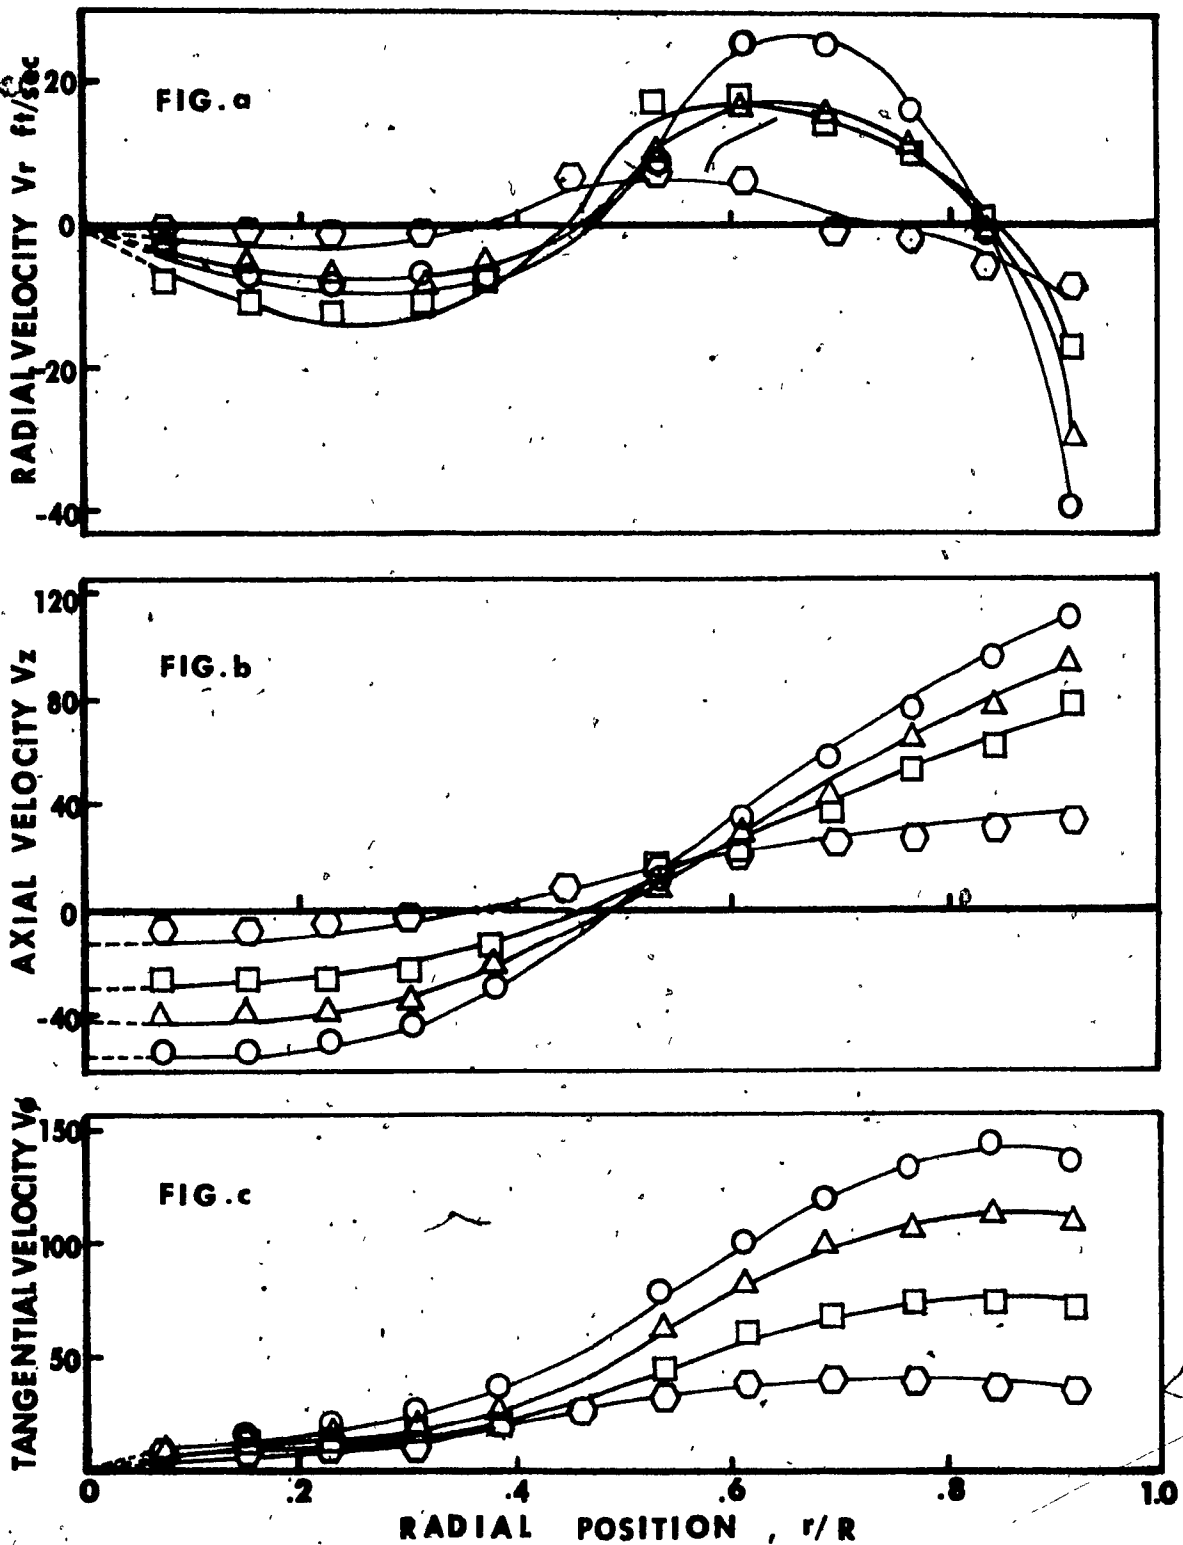 RADIAL VELOCITY Vr ft/sec
FIG.a
20
0
-20
-40
AXIAL VELOCITY Vz
FIG.b
120
80
40
0
-40
TANGENTIAL VELOCITY Vφ
FIG.c
150
100
50
0 .2 .4 .6 .8 1.0
RADIAL POSITION , r/R